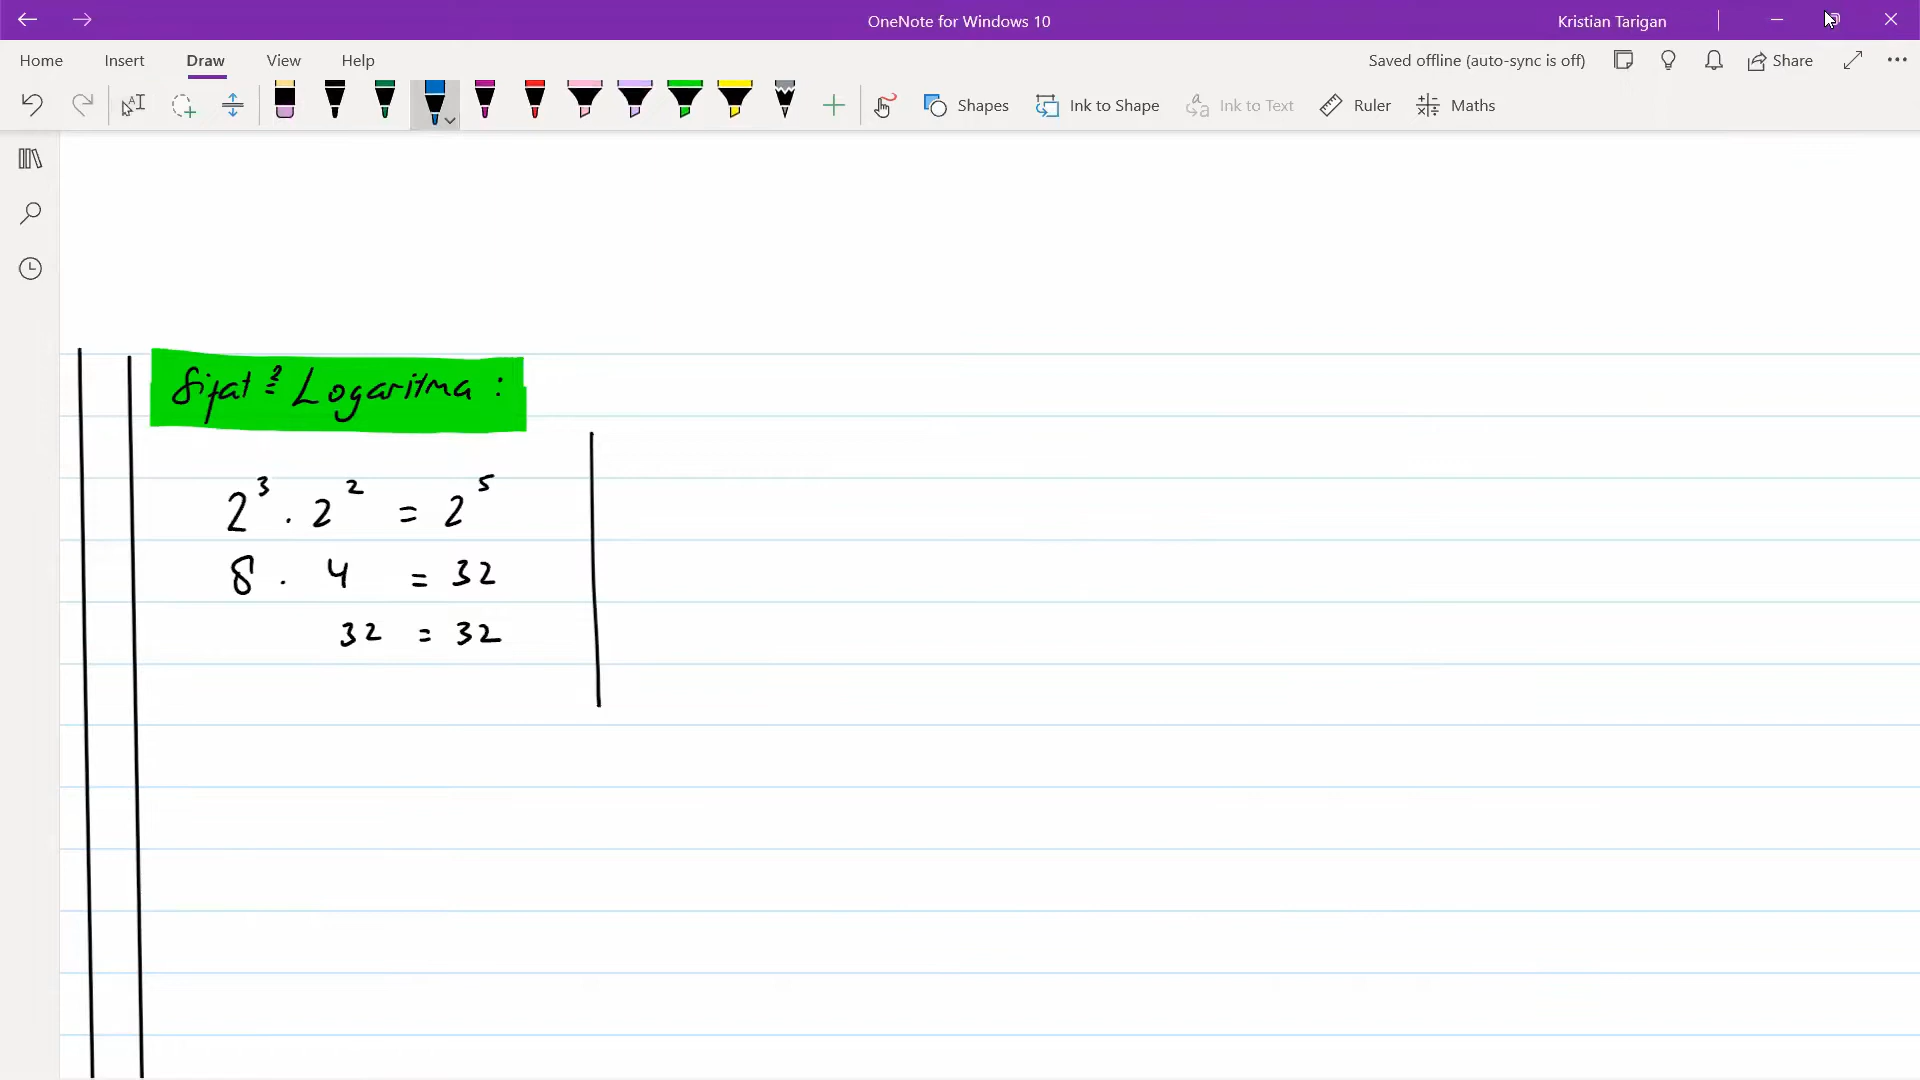 OneNote for Windows 10
Kristian Tarigan
Home Insert Draw View Help
Saved offline (auto-sync is off)
Share
Shapes
Ink to Shape
Ink to Text
Ruler
Maths
Sifat² Logaritma :
2³ . 2² = 2⁵
8 . 4 = 32
32 = 32